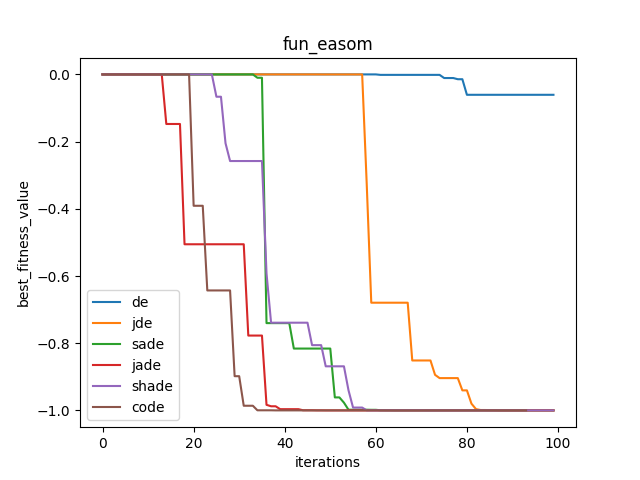 fun_easom
best_fitness_value
0.0
−0.2
−0.4
−0.6
−0.8
−1.0
de
jde
sade
jade
shade
code
0 20 40 60 80 100
iterations